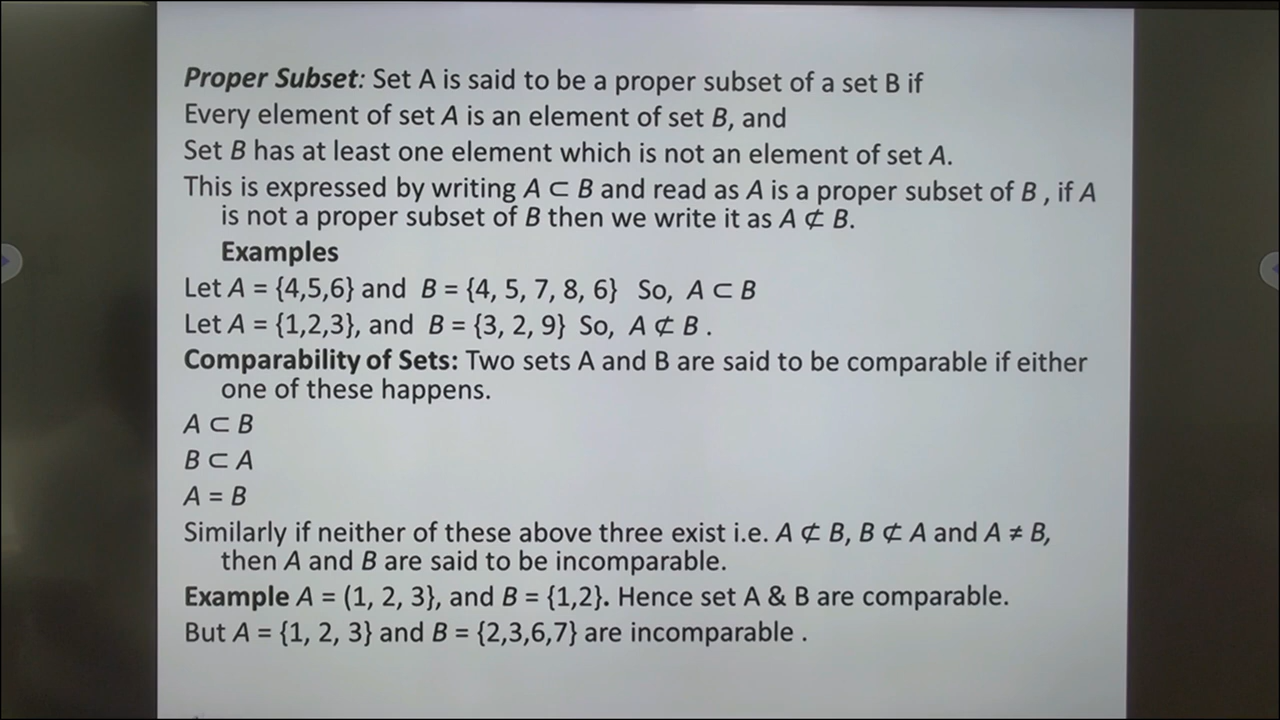 Proper Subset: Set A is said to be a proper subset of a set B if
Every element of set A is an element of set B, and
Set B has at least one element which is not an element of set A.
This is expressed by writing A ⊂ B and read as A is a proper subset of B , if A
is not a proper subset of B then we write it as A ⊄ B.
Examples
Let A = {4,5,6} and B = {4, 5, 7, 8, 6} So, A ⊂ B
Let A = {1,2,3}, and B = {3, 2, 9} So, A ⊄ B .
Comparability of Sets: Two sets A and B are said to be comparable if either
one of these happens.
A ⊂ B
B ⊂ A
A = B
Similarly if neither of these above three exist i.e. A ⊄ B, B ⊄ A and A ≠ B,
then A and B are said to be incomparable.
Example A = (1, 2, 3}, and B = {1,2}. Hence set A & B are comparable.
But A = {1, 2, 3} and B = {2,3,6,7} are incomparable .